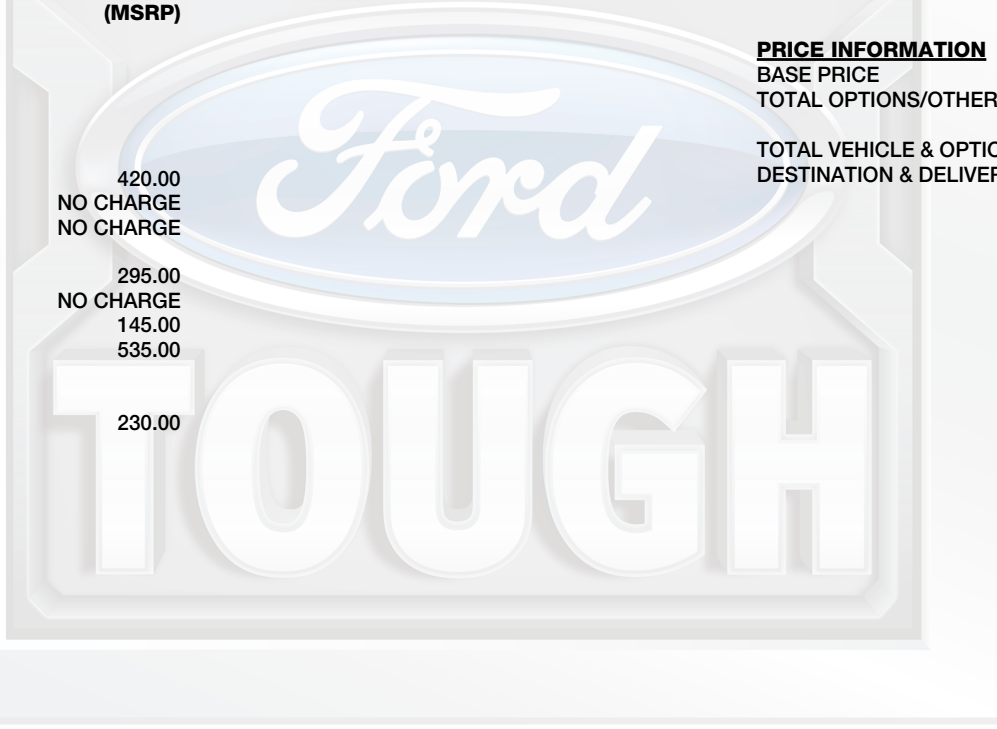 (MSRP)
420.00
NO CHARGE
NO CHARGE
295.00
NO CHARGE
145.00
535.00
230.00
PRICE INFORMATION
BASE PRICE
TOTAL OPTIONS/OTHER
TOTAL VEHICLE & OPTIO
DESTINATION & DELIVER
Ford
TOUGH